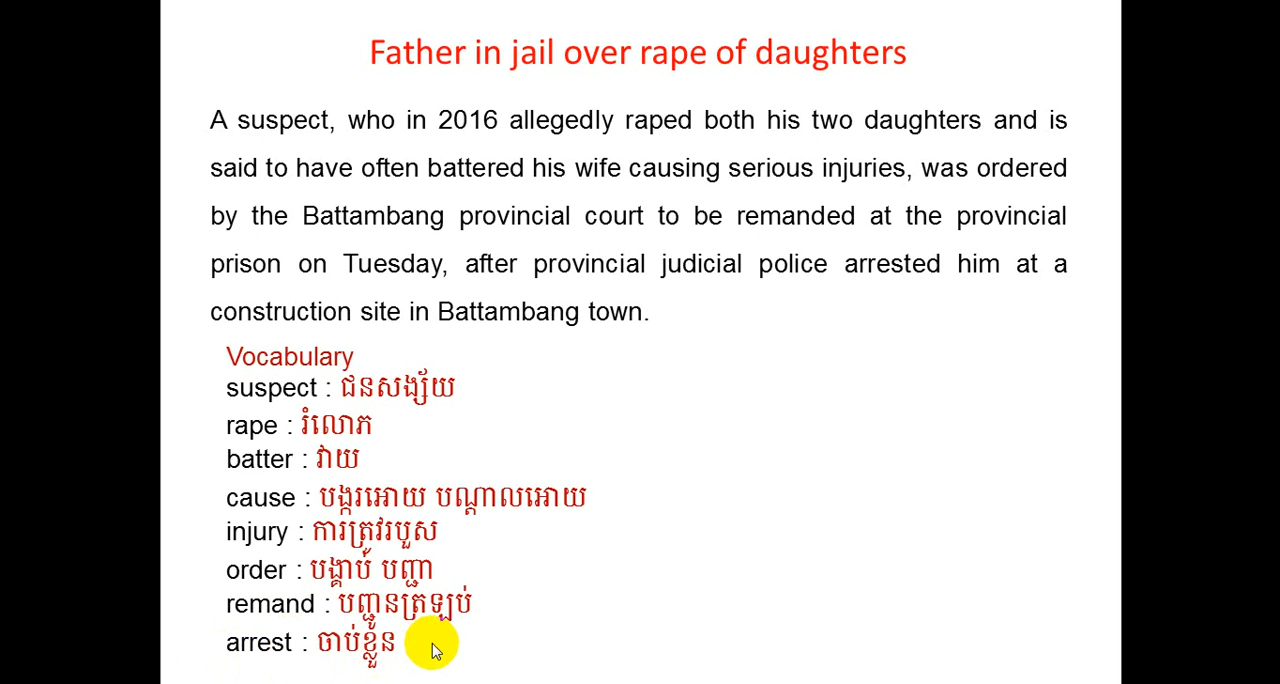 Father in jail over rape of daughters
A suspect, who in 2016 allegedly raped both his two daughters and is
said to have often battered his wife causing serious injuries, was ordered
by the Battambang provincial court to be remanded at the provincial
prison on Tuesday, after provincial judicial police arrested him at a
construction site in Battambang town.
Vocabulary
suspect : ជនសង្ស័យ
rape : រំលោភ
batter : វាយ
cause : បង្ករអោយ បណ្តាលអោយ
injury : ការត្រូវរបួស
order : បង្គាប់ បញ្ជា
remand : បញ្ជូនត្រឡប់
arrest : ចាប់ខ្លួន